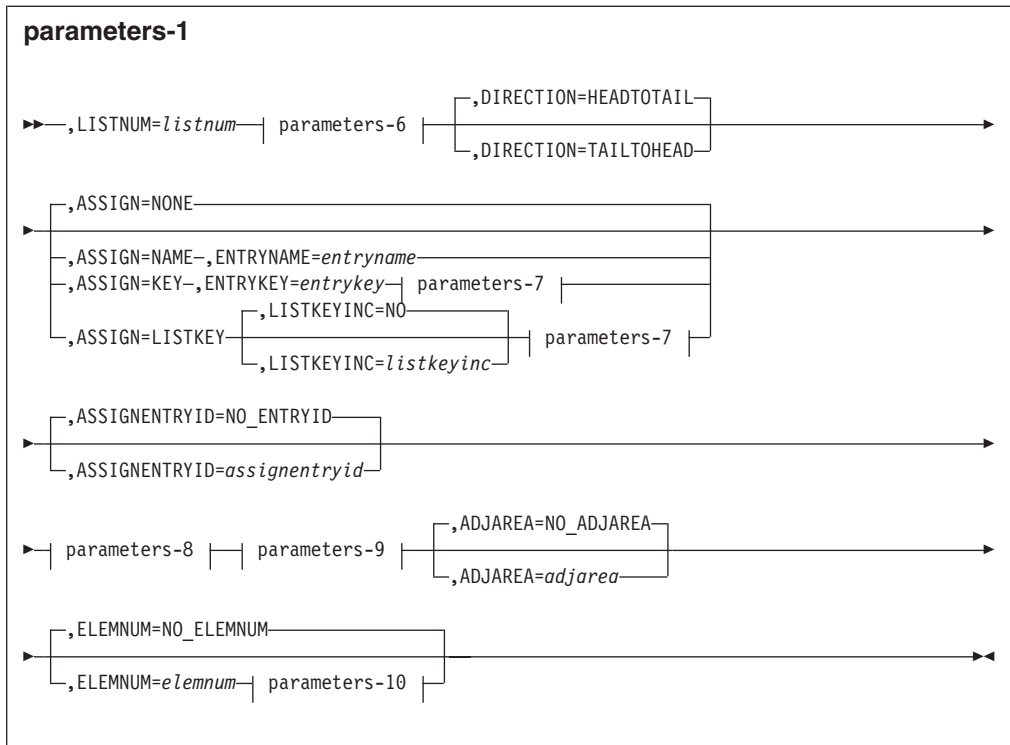 parameters-1
,DIRECTION=HEADTOTAIL
,LISTNUM=listnum parameters-6
,DIRECTION=TAILTOHEAD
,ASSIGN=NONE
,ASSIGN=NAME ,ENTRYNAME=entryname
,ASSIGN=KEY ,ENTRYKEY=entrykey parameters-7
,LISTKEYINC=NO
,ASSIGN=LISTKEY parameters-7
,LISTKEYINC=listkeyinc
,ASSIGNENTRYID=NO_ENTRYID
,ASSIGNENTRYID=assignentryid
,ADJAREA=NO_ADJAREA
parameters-8 parameters-9
,ADJAREA=adjarea
,ELEMNUM=NO_ELEMNUM
,ELEMNUM=elemnum parameters-10